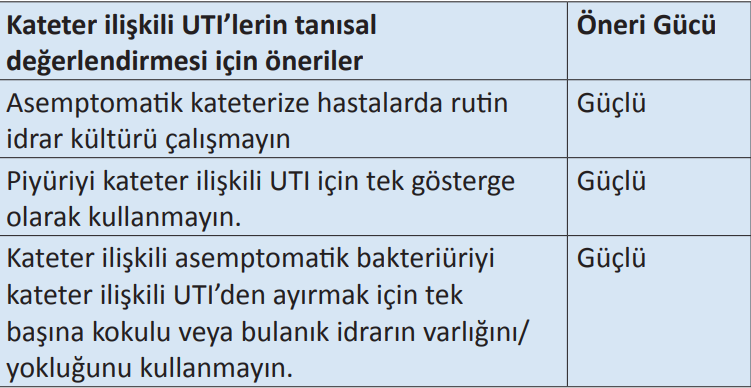 Kateter ilişkili UTI’lerin tanısal
değerlendirmesi için öneriler
Öneri Gücü
Asemptomatik kateterize hastalarda rutin
idrar kültürü çalışmayın
Güçlü
Piyüriyi kateter ilişkili UTI için tek gösterge
olarak kullanmayın.
Güçlü
Kateter ilişkili asemptomatik bakteriüriyi
kateter ilişkili UTI’den ayırmak için tek
başına kokulu veya bulanık idrarın varlığını/
yokluğunu kullanmayın.
Güçlü